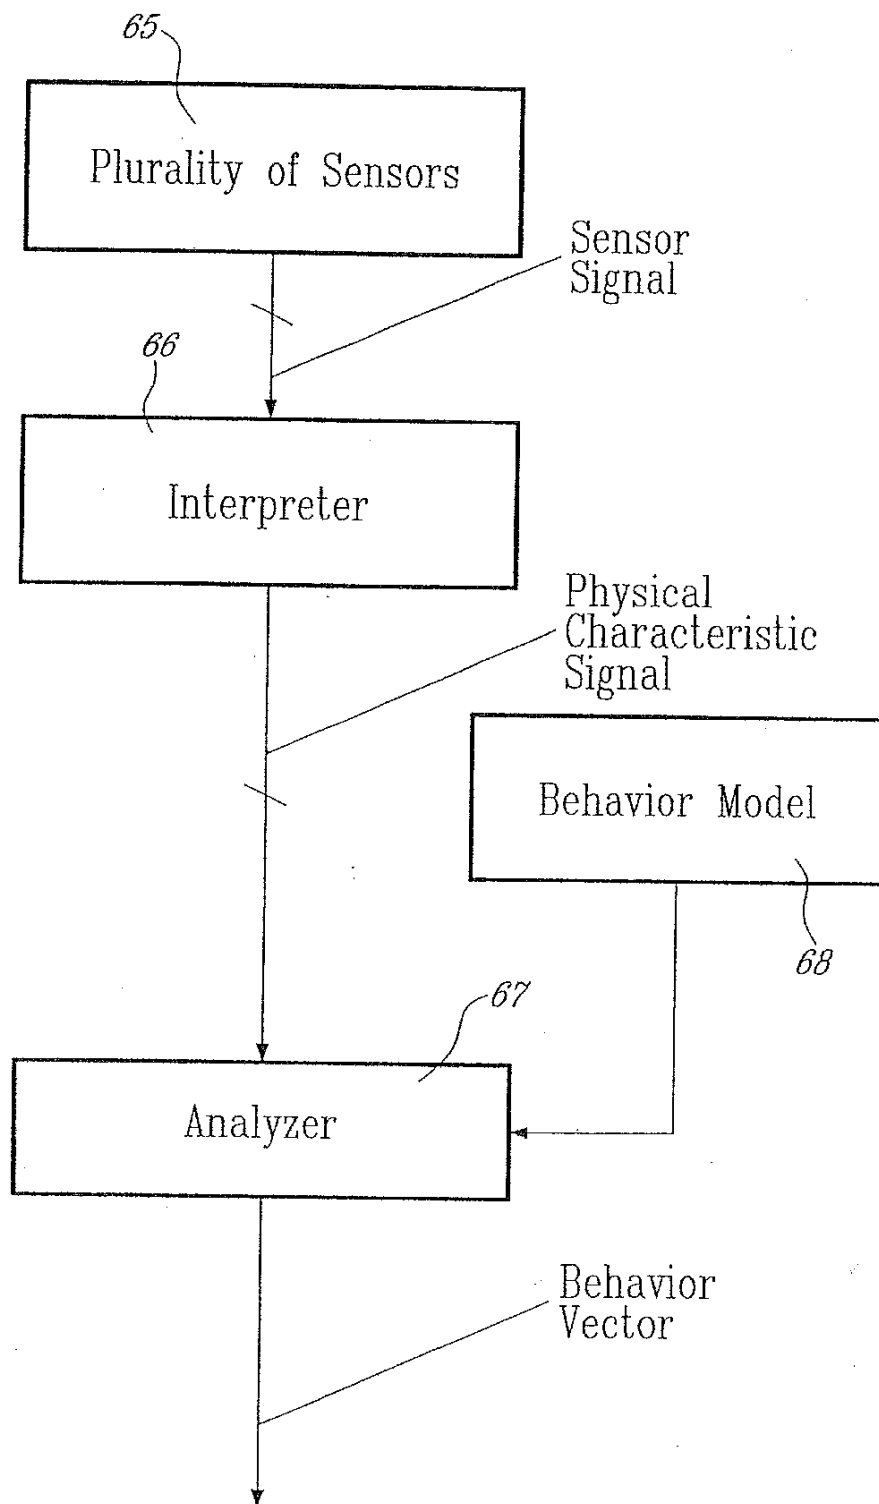 65
Plurality of Sensors
Sensor
Signal
66
Interpreter
Physical
Characteristic
Signal
Behavior Model
68
67
Analyzer
Behavior
Vector